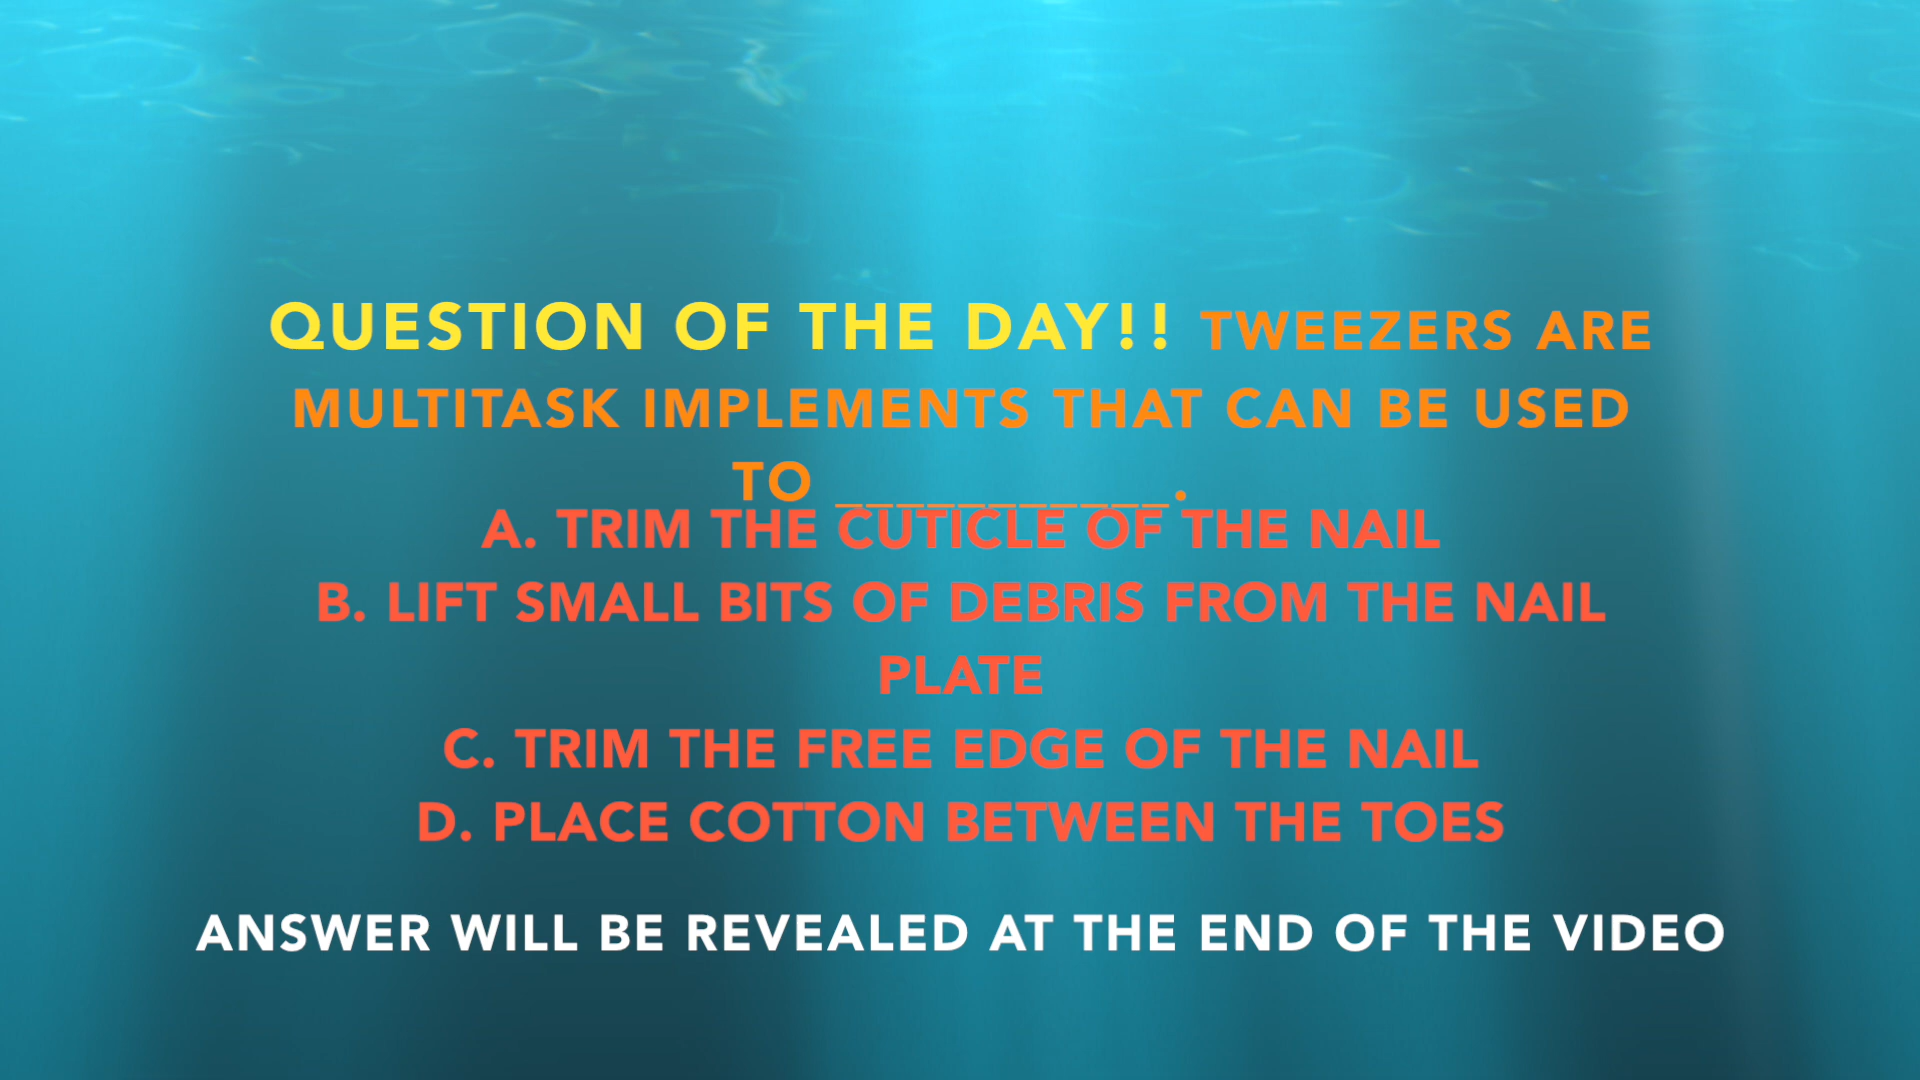 QUESTION OF THE DAY!! TWEEZERS ARE
MULTITASK IMPLEMENTS THAT CAN BE USED
TO ___________.
A. TRIM THE CUTICLE OF THE NAIL
B. LIFT SMALL BITS OF DEBRIS FROM THE NAIL
PLATE
C. TRIM THE FREE EDGE OF THE NAIL
D. PLACE COTTON BETWEEN THE TOES
ANSWER WILL BE REVEALED AT THE END OF THE VIDEO